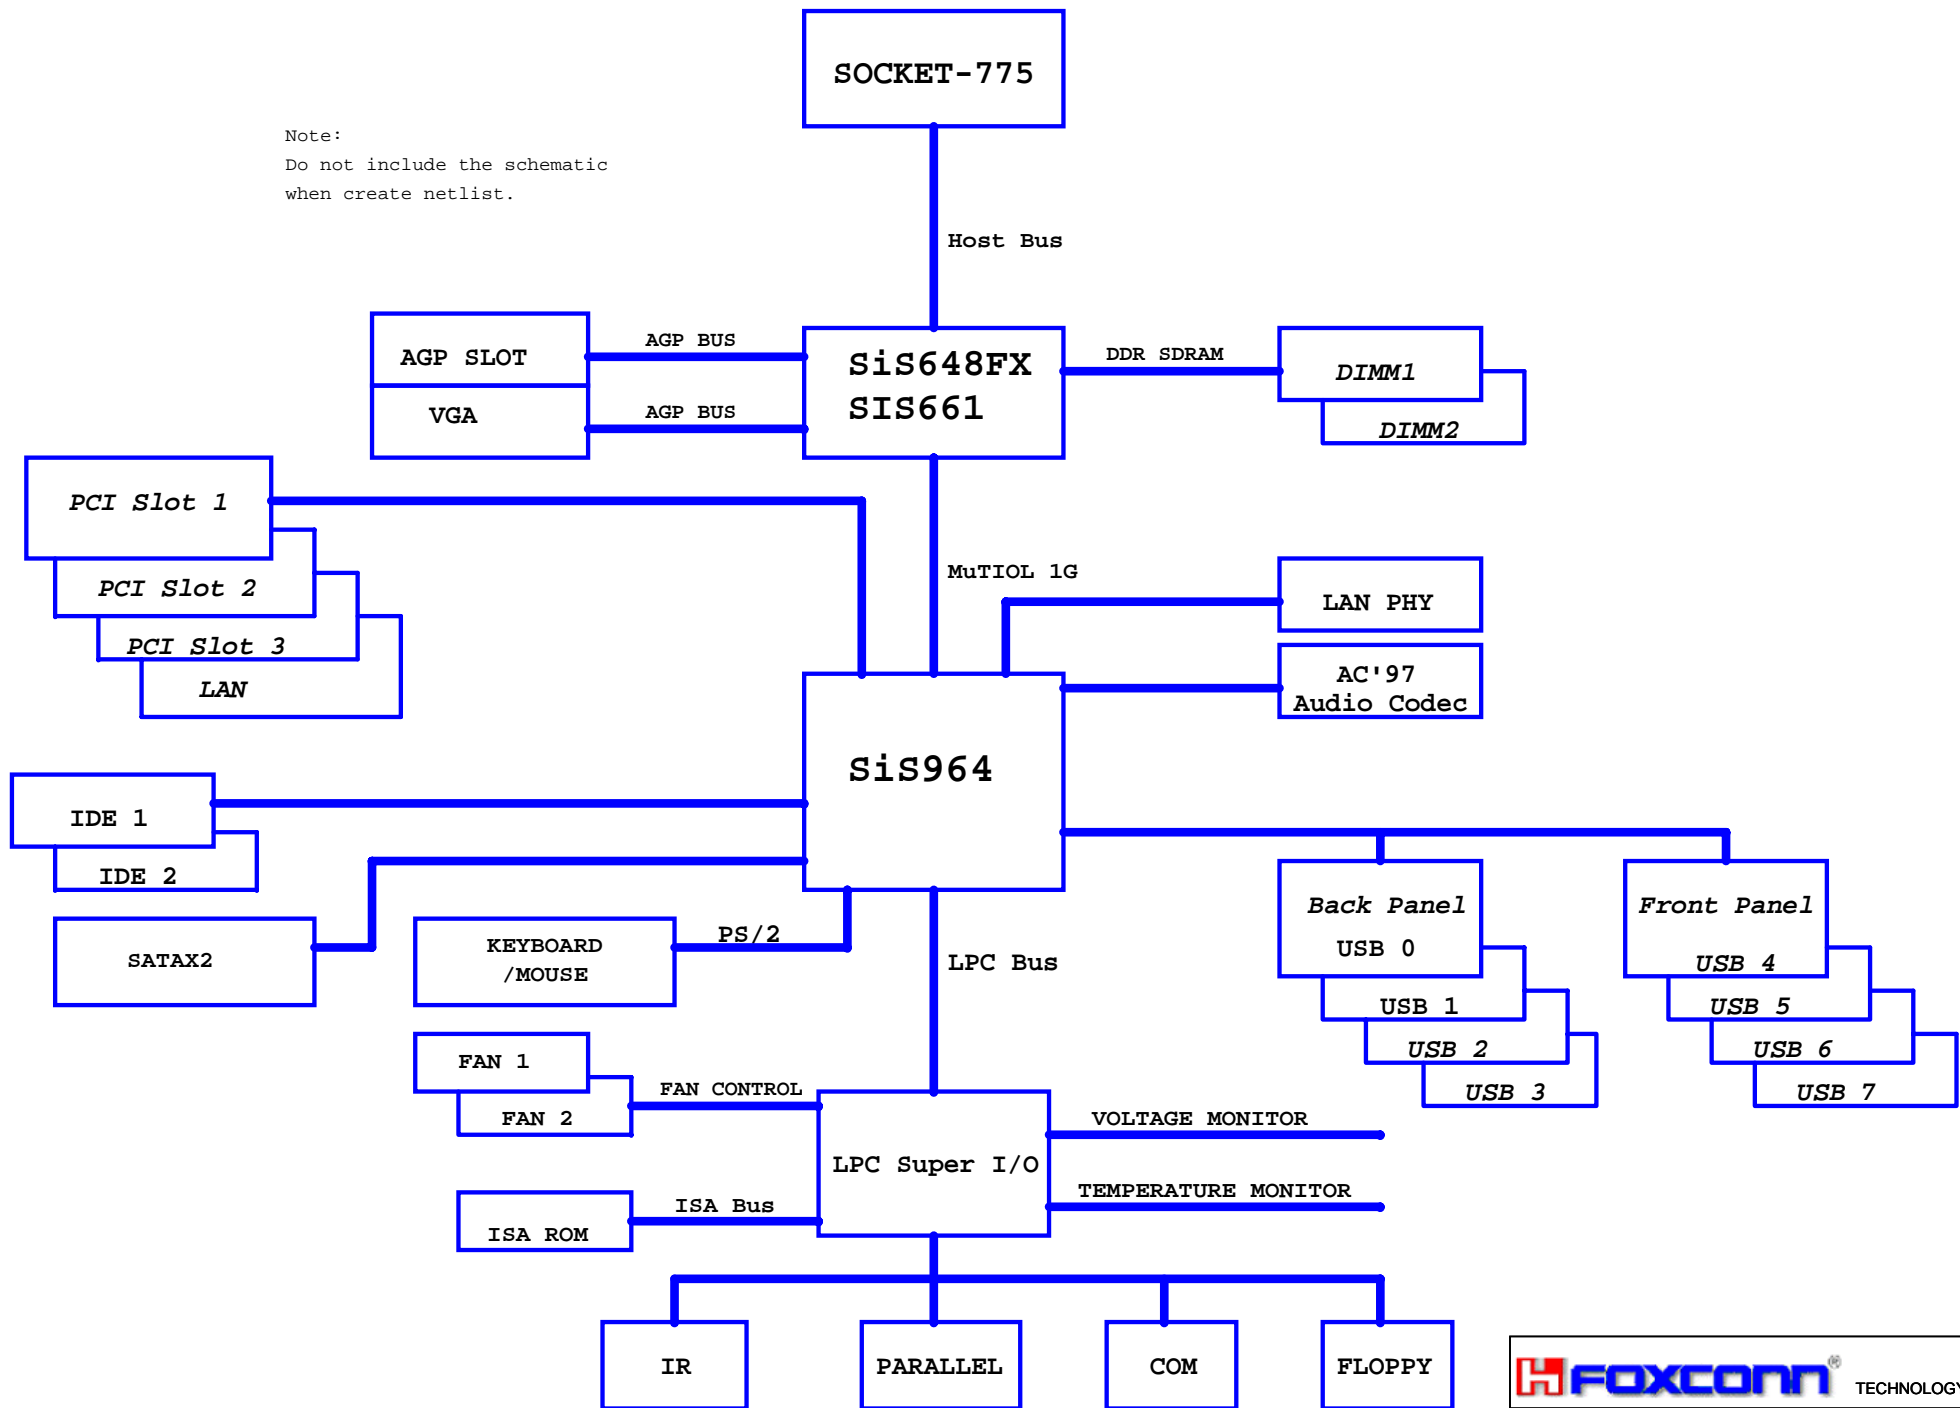 SOCKET-775
Note:
Do not include the schematic
when create netlist.
Host Bus
AGP SLOT
AGP BUS
SiS648FX
SIS661
DDR SDRAM
DIMM1
VGA
AGP BUS
DIMM2
PCI Slot 1
PCI Slot 2
PCI Slot 3
LAN
MuTIOL 1G
LAN PHY
AC'97
Audio Codec
SiS964
IDE 1
IDE 2
SATAX2
KEYBOARD
/MOUSE
PS/2
LPC Bus
Back Panel
USB 0
USB 1
USB 2
USB 3
Front Panel
USB 4
USB 5
USB 6
USB 7
FAN 1
FAN 2
FAN CONTROL
LPC Super I/O
VOLTAGE MONITOR
TEMPERATURE MONITOR
ISA ROM
ISA Bus
IR
PARALLEL
COM
FLOPPY
FOXCONN® TECHNOLOGY